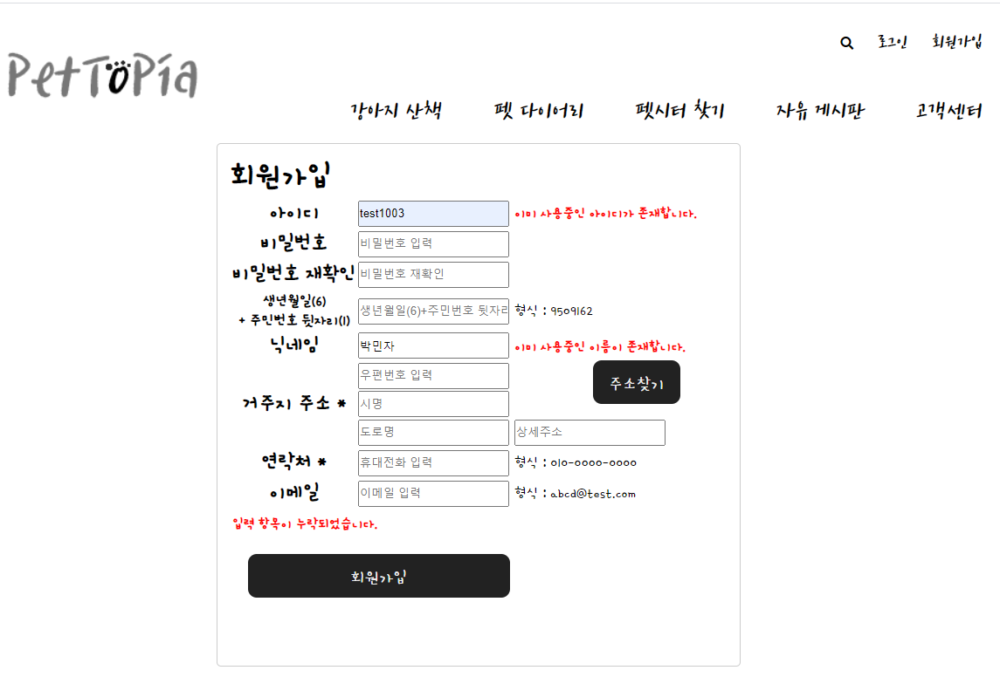 로그인 회원가입
PetTopia
강아지 산책 펫 다이어리 펫시터 찾기 자유 게시판 고객센터
회원가입
아이디 test1003 이미 사용중인 아이디가 존재합니다.
비밀번호 비밀번호 입력
비밀번호 재확인 비밀번호 재확인
생년월일(6)
+ 주민번호 뒷자리(1) 생년월일(6)+주민번호 뒷자리 형식 : 9509162
닉네임 박민자 이미 사용중인 이름이 존재합니다.
우편번호 입력 주소찾기
거주지 주소 * 시명
도로명 상세주소
연락처 * 휴대전화 입력 형식 : 010-0000-0000
이메일 이메일 입력 형식 : abcd@test.com
입력 항목이 누락되었습니다.
회원가입